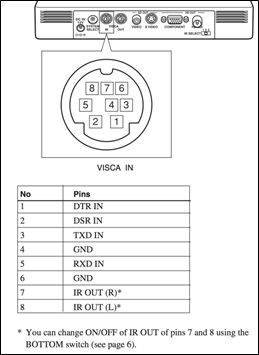 DC IN
12V
SYSTEM
SELECT
IN
VISCA
OUT
VIDEO
S VIDEO
COMPONENT
IR SELECT
8 7 6
5 4 3
2 1
VISCA IN
No Pins
1 DTR IN
2 DSR IN
3 TXD IN
4 GND
5 RXD IN
6 GND
7 IR OUT (R)*
8 IR OUT (L)*
* You can change ON/OFF of IR OUT of pins 7 and 8 using the
BOTTOM switch (see page 6).